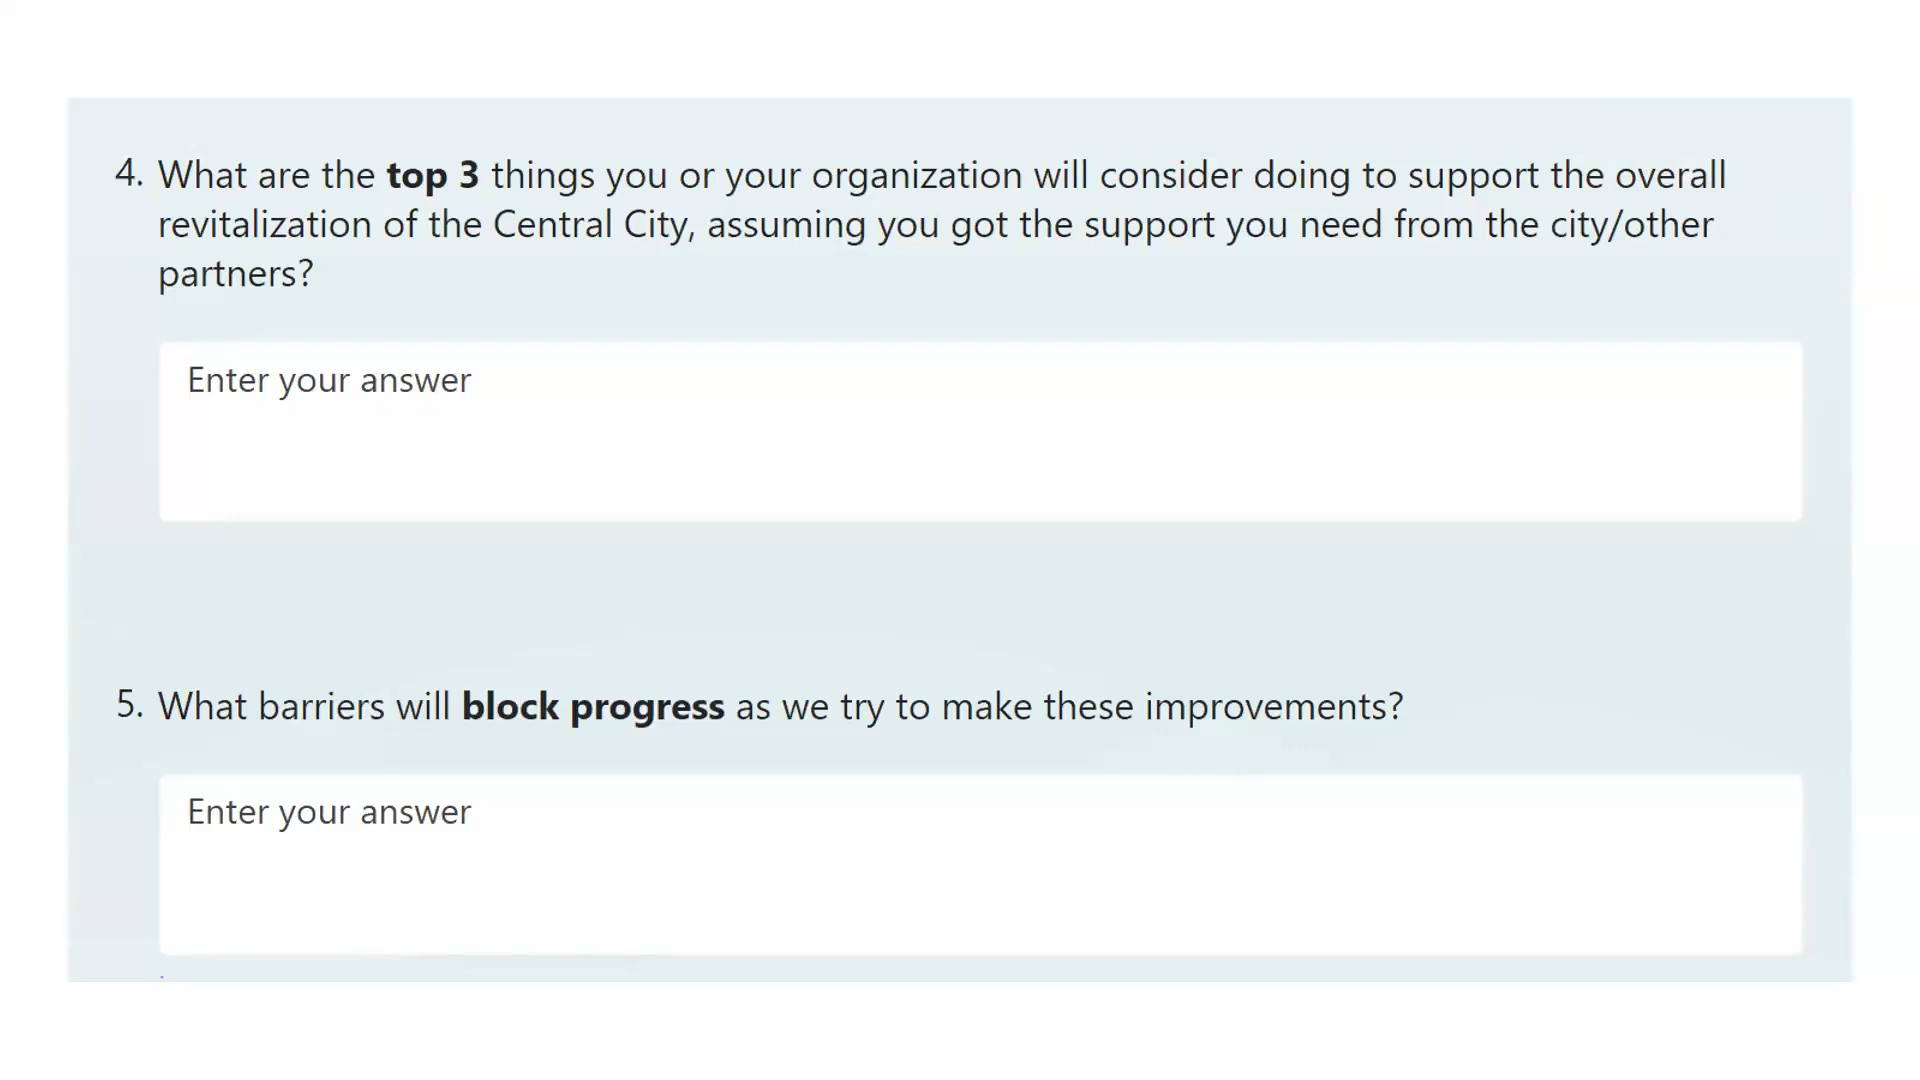 4. What are the top 3 things you or your organization will consider doing to support the overall
revitalization of the Central City, assuming you got the support you need from the city/other
partners?
Enter your answer
5. What barriers will block progress as we try to make these improvements?
Enter your answer